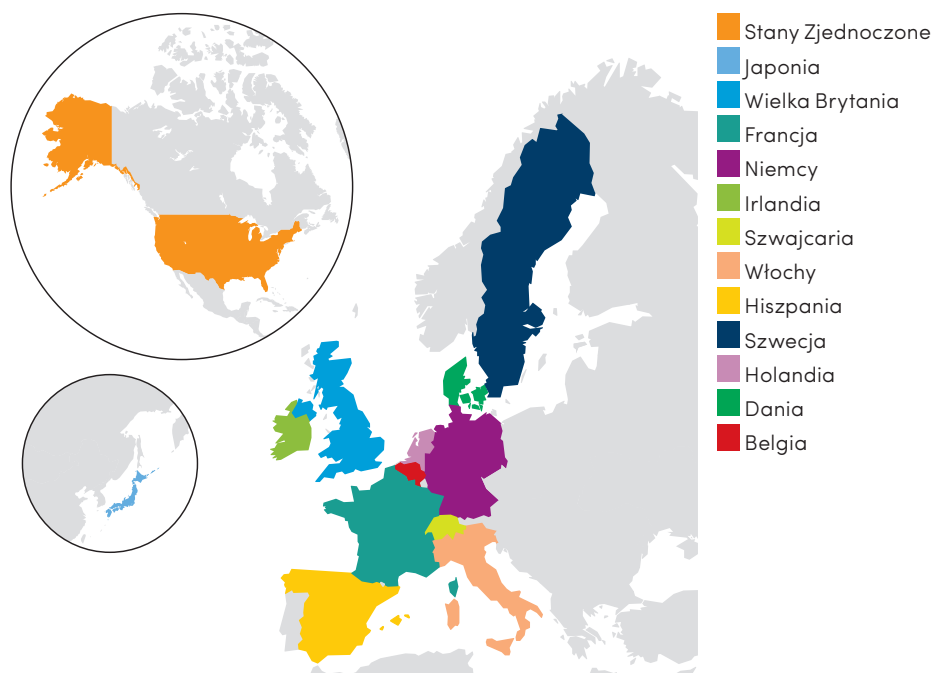 Stany Zjednoczone
Japonia
Wielka Brytania
Francja
Niemcy
Irlandia
Szwajcaria
Włochy
Hiszpania
Szwecja
Holandia
Dania
Belgia